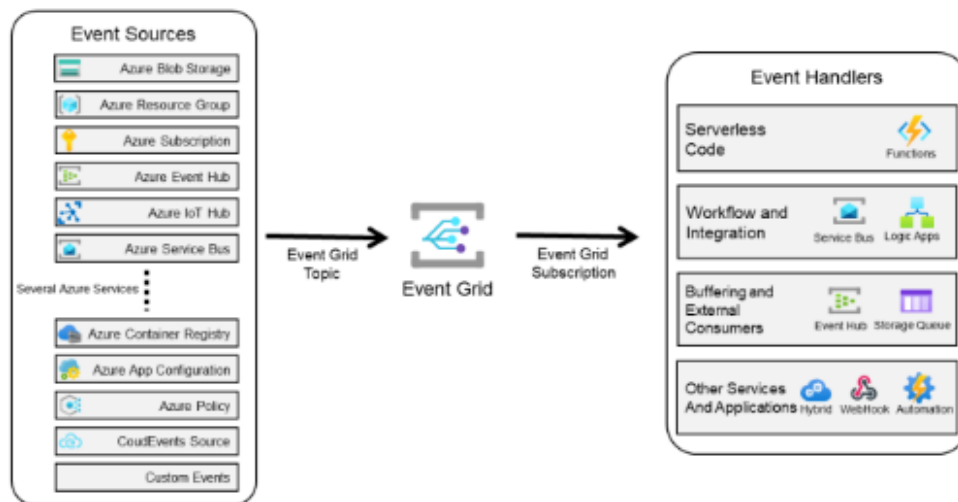 Event Sources
Azure Blob Storage
Azure Resource Group
Azure Subscription
Azure Event Hub
Azure IoT Hub
Azure Service Bus
Several Azure Services
Azure Container Registry
Azure App Configuration
Azure Policy
CoudEvents Source
Custom Events
Event Grid
Topic
Event Grid
Event Grid
Subscription
Event Handlers
Serverless
Code
Functions
Workflow and
Integration
Service Bus
Logic Apps
Buffering and
External
Consumers
Event Hub
Storage Queue
Other Services
And Applications
Hybrid
WebHook
Automation